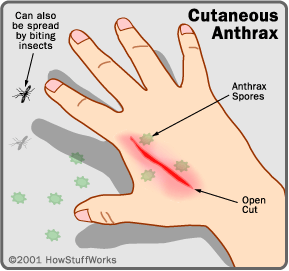 Cutaneous
Anthrax
Can also
be spread
by biting
insects
Anthrax
Spores
Open
Cut
©2001 HowStuffWorks